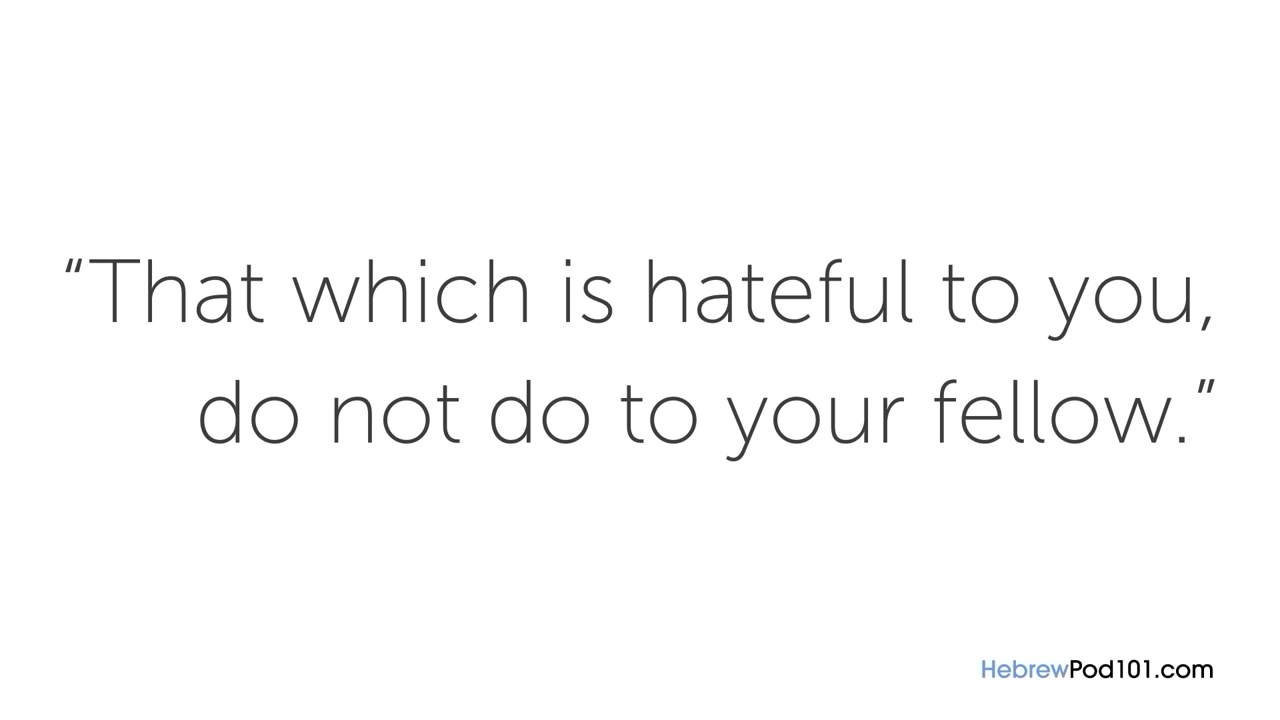 “That which is hateful to you,
do not do to your fellow.”
HebrewPod101.com